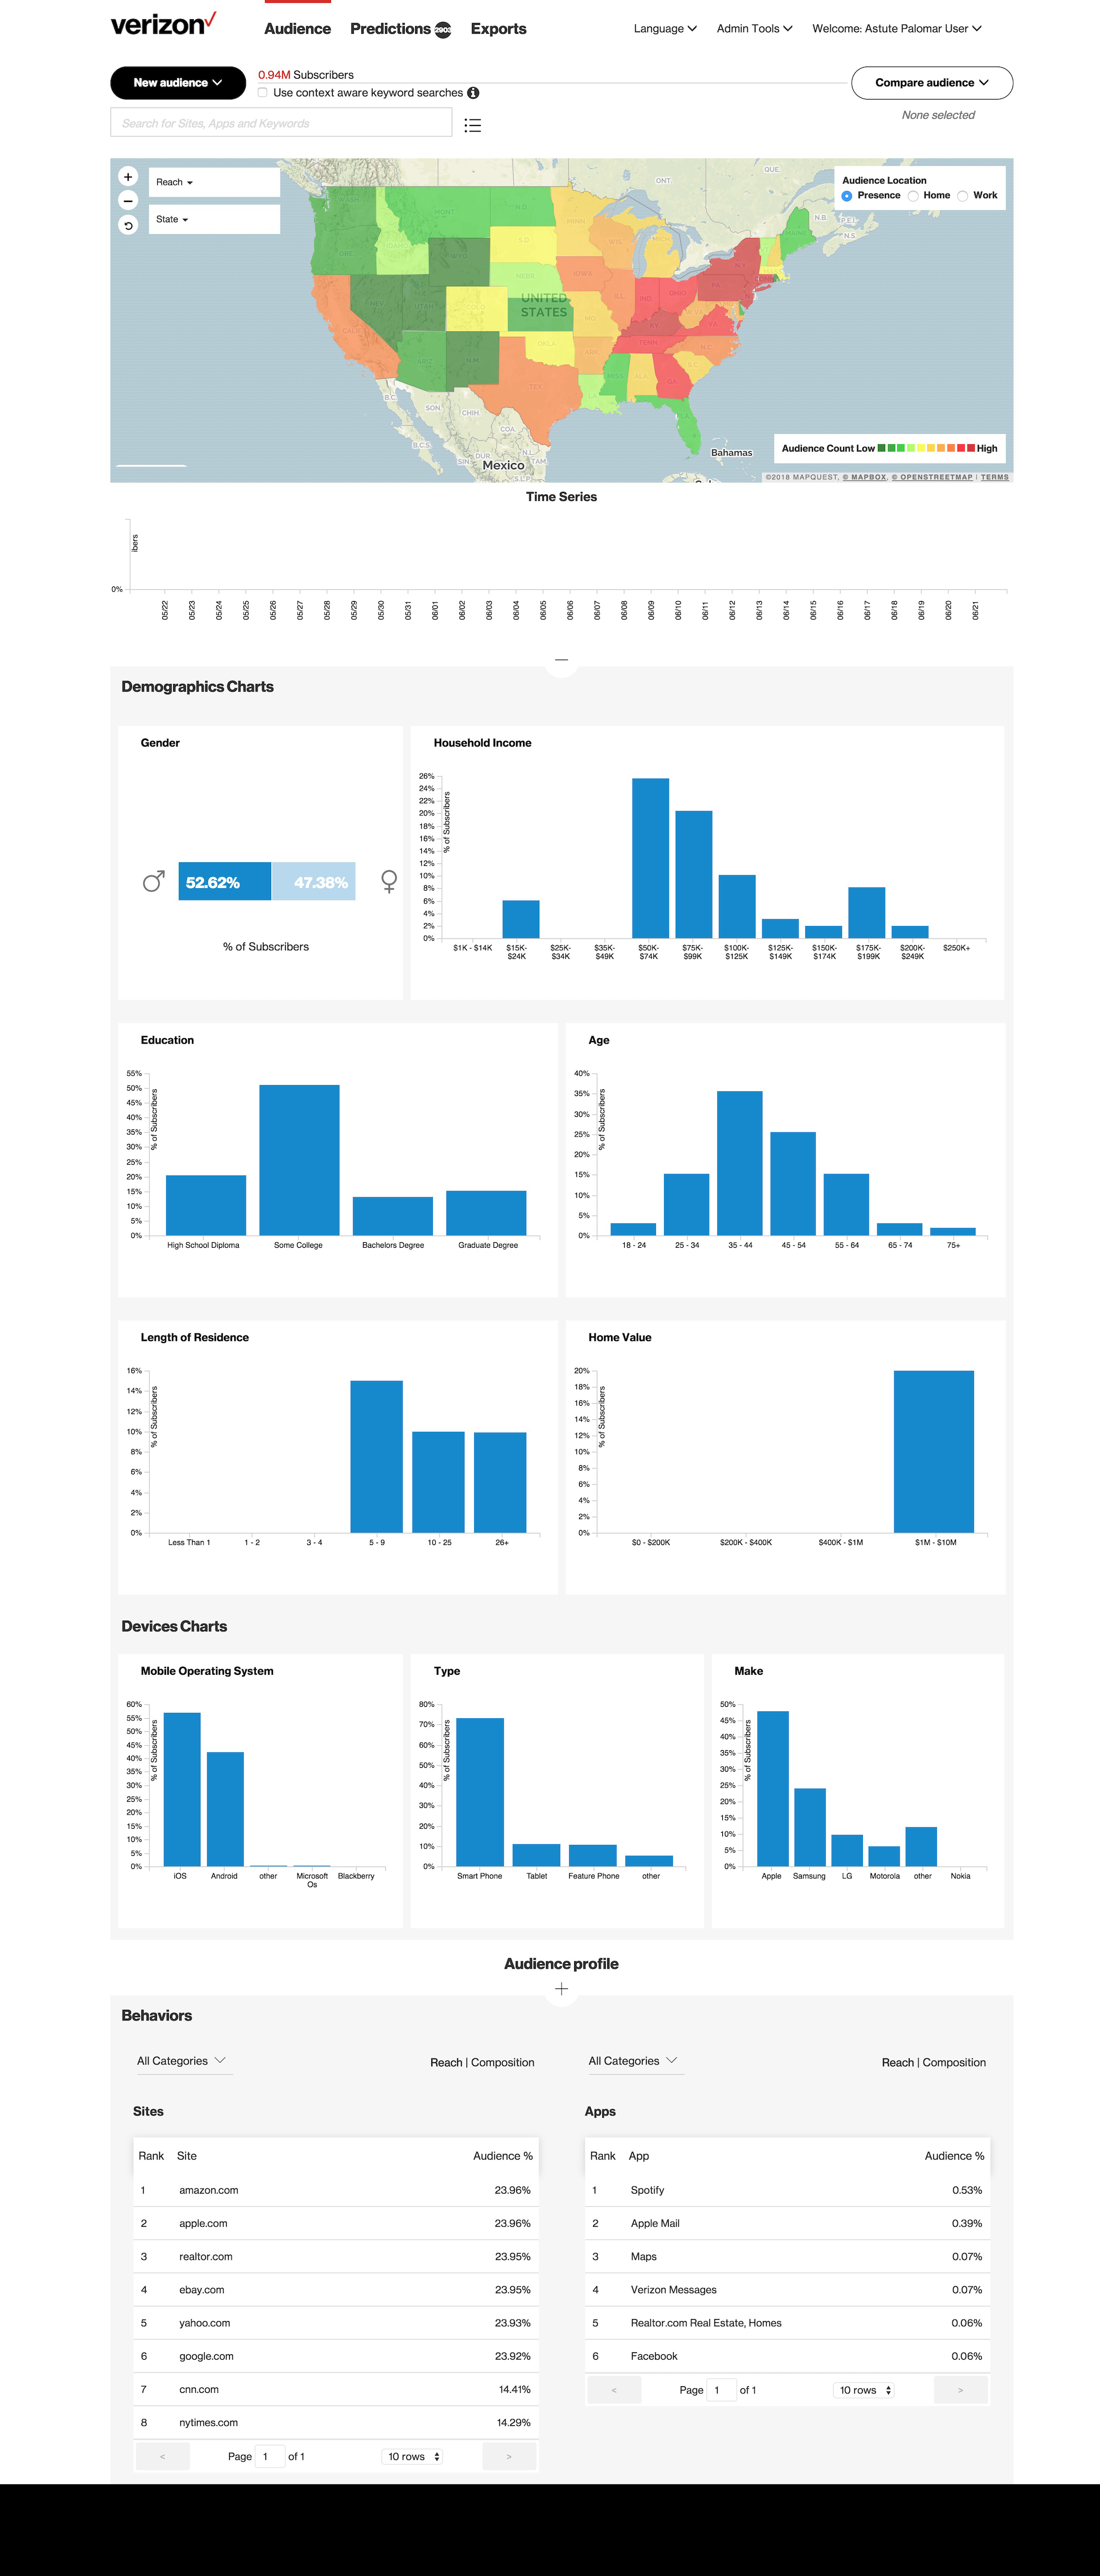 verizon
Audience Predictions 2903 Exports
Language Admin Tools Welcome: Astute Palomar User
New audience
0.94M Subscribers
Use context aware keyword searches
Compare audience
None selected
Search for Sites, Apps and Keywords
Reach
State
Audience Location
Presence Home Work
ONT.
QUE.
N.B.
P.E.I.
N.S.
UNITED
STATES
B.C.
SON.
CHIH.
COA.
B.C.S.
SIN.
DUR.
N.L.
TAM.
S.L.P.
Mexico
Bahamas
Audience Count Low High
©2018 MAPQUEST, © MAPBOX, © OPENSTREETMAP | TERMS
Time Series
ibers
0%
05/22 05/23 05/24 05/25 05/26 05/27 05/28 05/29 05/30 05/31 06/01 06/02 06/03 06/04 06/05 06/06 06/07 06/08 06/09 06/10 06/11 06/12 06/13 06/14 06/15 06/16 06/17 06/18 06/19 06/20 06/21
Demographics Charts
Gender
52.62% 47.38%
% of Subscribers
Household Income
26%
24%
22%
20%
18%
16%
14%
12%
10%
8%
6%
4%
2%
0%
% of Subscribers
$1K - $14K $15K- $24K $25K- $34K $35K- $49K $50K- $74K $75K- $99K $100K- $125K $125K- $149K $150K- $174K $175K- $199K $200K- $249K $250K+
Education
55%
50%
45%
40%
35%
30%
25%
20%
15%
10%
5%
0%
% of Subscribers
High School Diploma Some College Bachelors Degree Graduate Degree
Age
40%
35%
30%
25%
20%
15%
10%
5%
0%
% of Subscribers
18 - 24 25 - 34 35 - 44 45 - 54 55 - 64 65 - 74 75+
Length of Residence
16%
14%
12%
10%
8%
6%
4%
2%
0%
% of Subscribers
Less Than 1 1 - 2 3 - 4 5 - 9 10 - 25 26+
Home Value
20%
18%
16%
14%
12%
10%
8%
6%
4%
2%
0%
% of Subscribers
$0 - $200K $200K - $400K $400K - $1M $1M - $10M
Devices Charts
Mobile Operating System
60%
55%
50%
45%
40%
35%
30%
25%
20%
15%
10%
5%
0%
% of Subscribers
iOS Android other Microsoft Os Blackberry
Type
80%
70%
60%
50%
40%
30%
20%
10%
0%
% of Subscribers
Smart Phone Tablet Feature Phone other
Make
50%
45%
40%
35%
30%
25%
20%
15%
10%
5%
0%
% of Subscribers
Apple Samsung LG Motorola other Nokia
Audience profile
Behaviors
All Categories Reach | Composition
Sites
Rank Site Audience %
1 amazon.com 23.96%
2 apple.com 23.96%
3 realtor.com 23.95%
4 ebay.com 23.95%
5 yahoo.com 23.93%
6 google.com 23.92%
7 cnn.com 14.41%
8 nytimes.com 14.29%
< Page 1 of 1 10 rows >
All Categories Reach | Composition
Apps
Rank App Audience %
1 Spotify 0.53%
2 Apple Mail 0.39%
3 Maps 0.07%
4 Verizon Messages 0.07%
5 Realtor.com Real Estate, Homes 0.06%
6 Facebook 0.06%
< Page 1 of 1 10 rows >